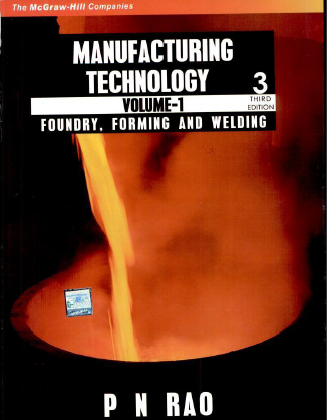 The McGraw-Hill Companies
MANUFACTURING
TECHNOLOGY
3
VOLUME-1
THIRD
EDITION
FOUNDRY, FORMING AND WELDING
P N RAO